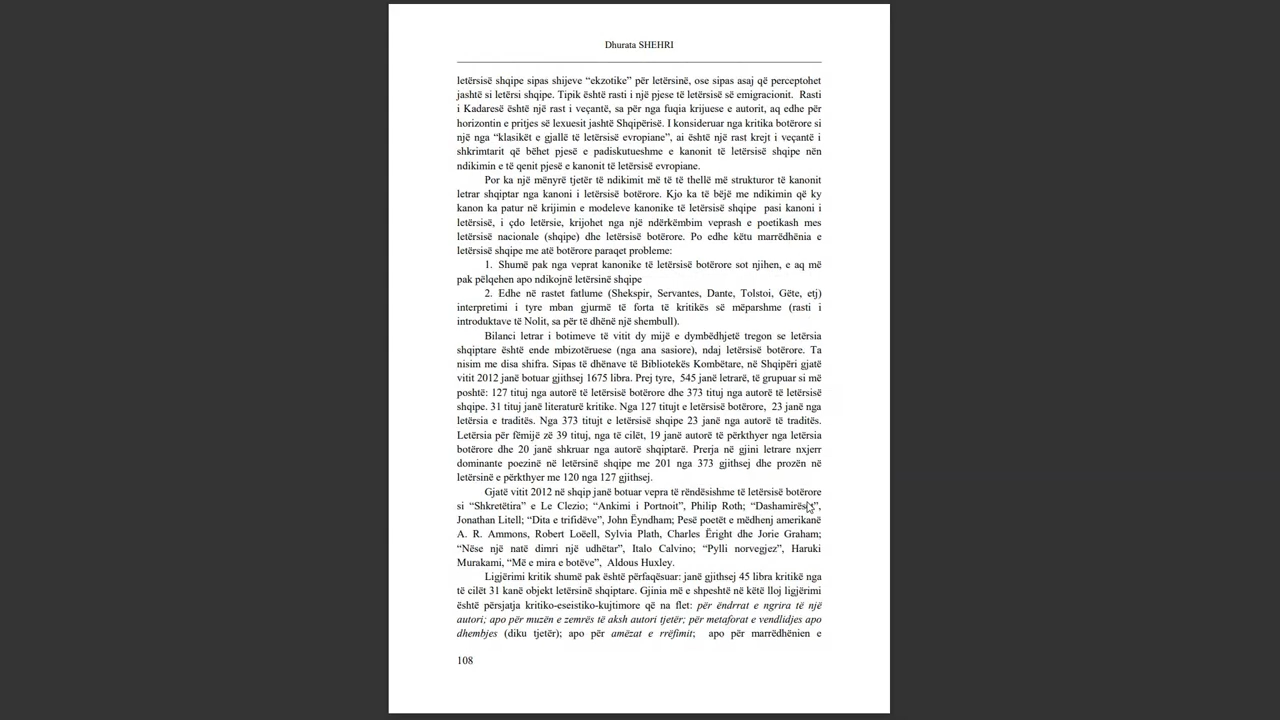 Dhurata SHEHRI
letërsisë shqipe sipas shijeve “ekzotike” për letërsinë, ose sipas asaj që perceptohet
jashtë si letërsi shqipe. Tipik është rasti i një pjese të letërsisë së emigracionit. Rasti
i Kadaresë është një rast i veçantë, sa për nga fuqia krijuese e autorit, aq edhe për
horizontin e pritjes së lexuesit jashtë Shqipërisë. I konsideruar nga kritika botërore si
një nga “klasikët e gjallë të letërsisë evropiane”, ai është një rast krejt i veçantë i
shkrimtarit që bëhet pjesë e padiskutueshme e kanonit të letërsisë shqipe nën
ndikimin e të qenit pjesë e kanonit të letërsisë evropiane.
Por ka një mënyrë tjetër të ndikimit më të të thellë më strukturor të kanonit
letrar shqiptar nga kanoni i letërsisë botërore. Kjo ka të bëjë me ndikimin që ky
kanon ka patur në krijimin e modeleve kanonike të letërsisë shqipe pasi kanoni i
letërsisë, i çdo letërsie, krijohet nga një ndërkëmbim veprash e poetikash mes
letërsisë nacionale (shqipe) dhe letërsisë botërore. Po edhe këtu marrëdhënia e
letërsisë shqipe me atë botërore paraqet probleme:
1. Shumë pak nga veprat kanonike të letërsisë botërore sot njihen, e aq më
pak pëlqehen apo ndikojnë letërsinë shqipe
2. Edhe në rastet fatlume (Shekspir, Servantes, Dante, Tolstoi, Gëte, etj)
interpretimi i tyre mban gjurmë të forta të kritikës së mëparshme (rasti i
introduktave të Nolit, sa për të dhënë një shembull).
Bilanci letrar i botimeve të vitit dy mijë e dymbëdhjetë tregon se letërsia
shqiptare është ende mbizotëruese (nga ana sasiore), ndaj letërsisë botërore. Ta
nisim me disa shifra. Sipas të dhënave të Bibliotekës Kombëtare, në Shqipëri gjatë
vitit 2012 janë botuar gjithsej 1675 libra. Prej tyre, 545 janë letrarë, të grupuar si më
poshtë: 127 tituj nga autorë të letërsisë botërore dhe 373 tituj nga autorë të letërsisë
shqipe. 31 tituj janë literaturë kritike. Nga 127 titujt e letërsisë botërore, 23 janë nga
letërsia e traditës. Nga 373 titujt e letërsisë shqipe 23 janë nga autorë të traditës.
Letërsia për fëmijë zë 39 tituj, nga të cilët, 19 janë autorë të përkthyer nga letërsia
botërore dhe 20 janë shkruar nga autorë shqiptarë. Prerja në gjini letrare nxjerr
dominante poezinë në letërsinë shqipe me 201 nga 373 gjithsej dhe prozën në
letërsinë e përkthyer me 120 nga 127 gjithsej.
Gjatë vitit 2012 në shqip janë botuar vepra të rëndësishme të letërsisë botërore
si “Shkretëtira” e Le Clezio; “Ankimi i Portnoit”, Philip Roth; “Dashamirësit”,
Jonathan Litell; “Dita e trifidëve”, John Ëyndham; Pesë poetët e mëdhenj amerikanë
A. R. Ammons, Robert Loëell, Sylvia Plath, Charles Ëright dhe Jorie Graham;
“Nëse një natë dimri një udhëtar”, Italo Calvino; “Pylli norvegjez”, Haruki
Murakami, “Më e mira e botëve”, Aldous Huxley.
Ligjërimi kritik shumë pak është përfaqësuar: janë gjithsej 45 libra kritikë nga
të cilët 31 kanë objekt letërsinë shqiptare. Gjinia më e shpeshtë në këtë lloj ligjërimi
është përsjatja kritiko-eseistiko-kujtimore që na flet: për ëndrrat e ngrira të një
autori; apo për muzën e zemrës të aksh autori tjetër; për metaforat e vendlidjes apo
dhembjes (diku tjetër); apo për amëzat e rrëfimit; apo për marrëdhënien e
108